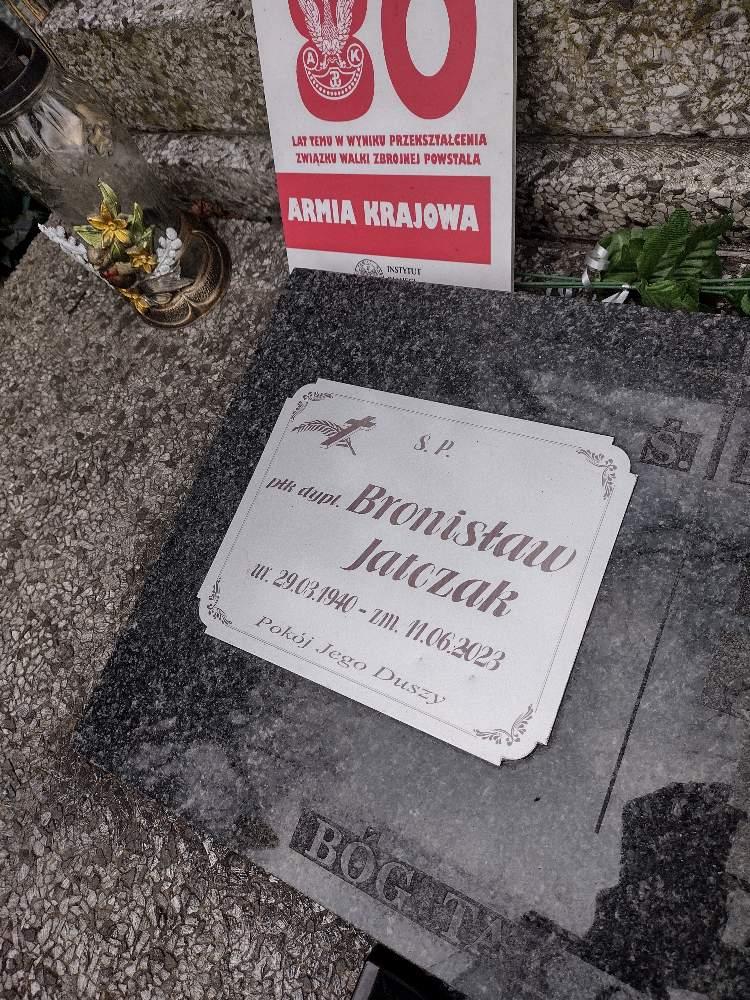 80
A K
LAT TEMU W WYNIKU PRZEKSZTAŁCENIA
ZWIĄZKU WALKI ZBROJNEJ POWSTAŁA
ARMIA KRAJOWA
INSTYTUT
Ś. P.
płk dypl. Bronisław
Jatczak
ur. 29.03.1940 - zm. 11.06.2023
Pokój Jego Duszy
Ś.
BÓG TA